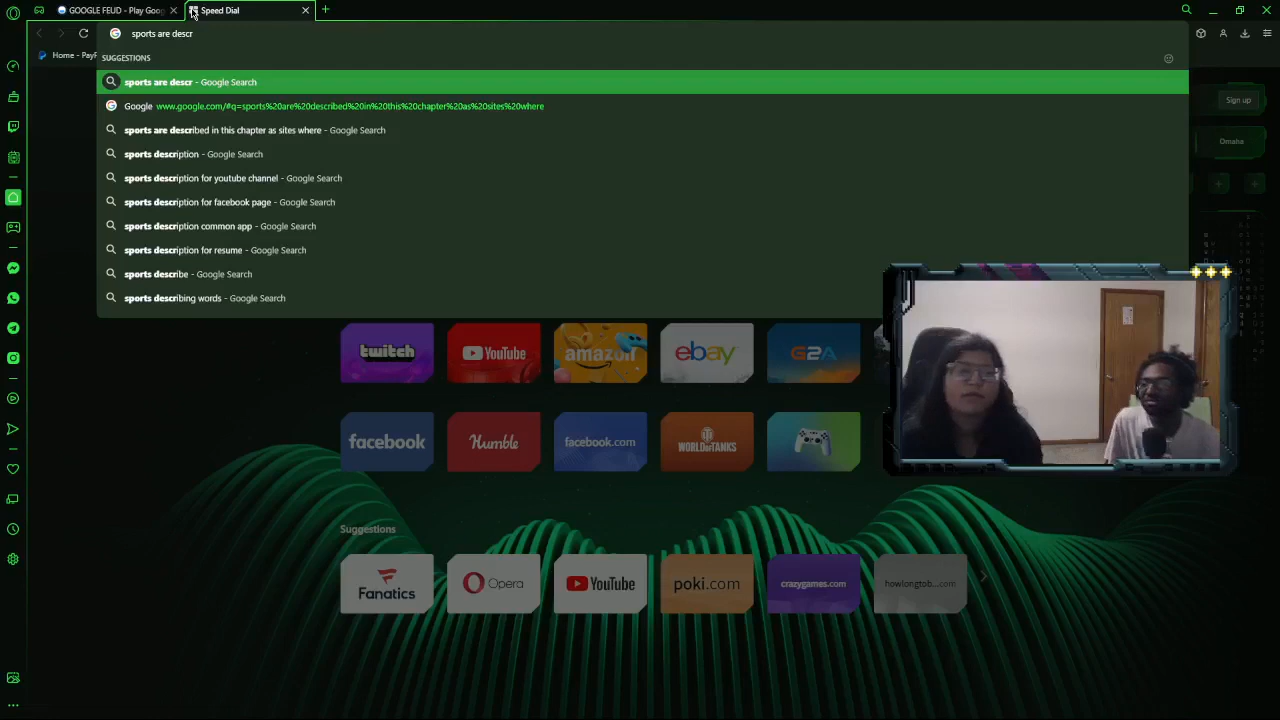 GOOGLE FEUD - Play Goog
Speed Dial
sports are descr
Home - PayP
SUGGESTIONS
sports are descr - Google Search
Google www.google.com/#q=sports%20are%20described%20in%20this%20chapter%20as%20sites%20where
sports are described in this chapter as sites where - Google Search
sports description - Google Search
sports description for youtube channel - Google Search
sports description for facebook page - Google Search
sports description common app - Google Search
sports description for resume - Google Search
sports describe - Google Search
sports describing words - Google Search
Sign up
Omaha
twitch
YouTube
amazon
ebay
G2A
facebook
Humble
facebook.com
WORLD OF TANKS
Suggestions
Fanatics
Opera
YouTube
poki.com
crazygames.com
howlongtob...com